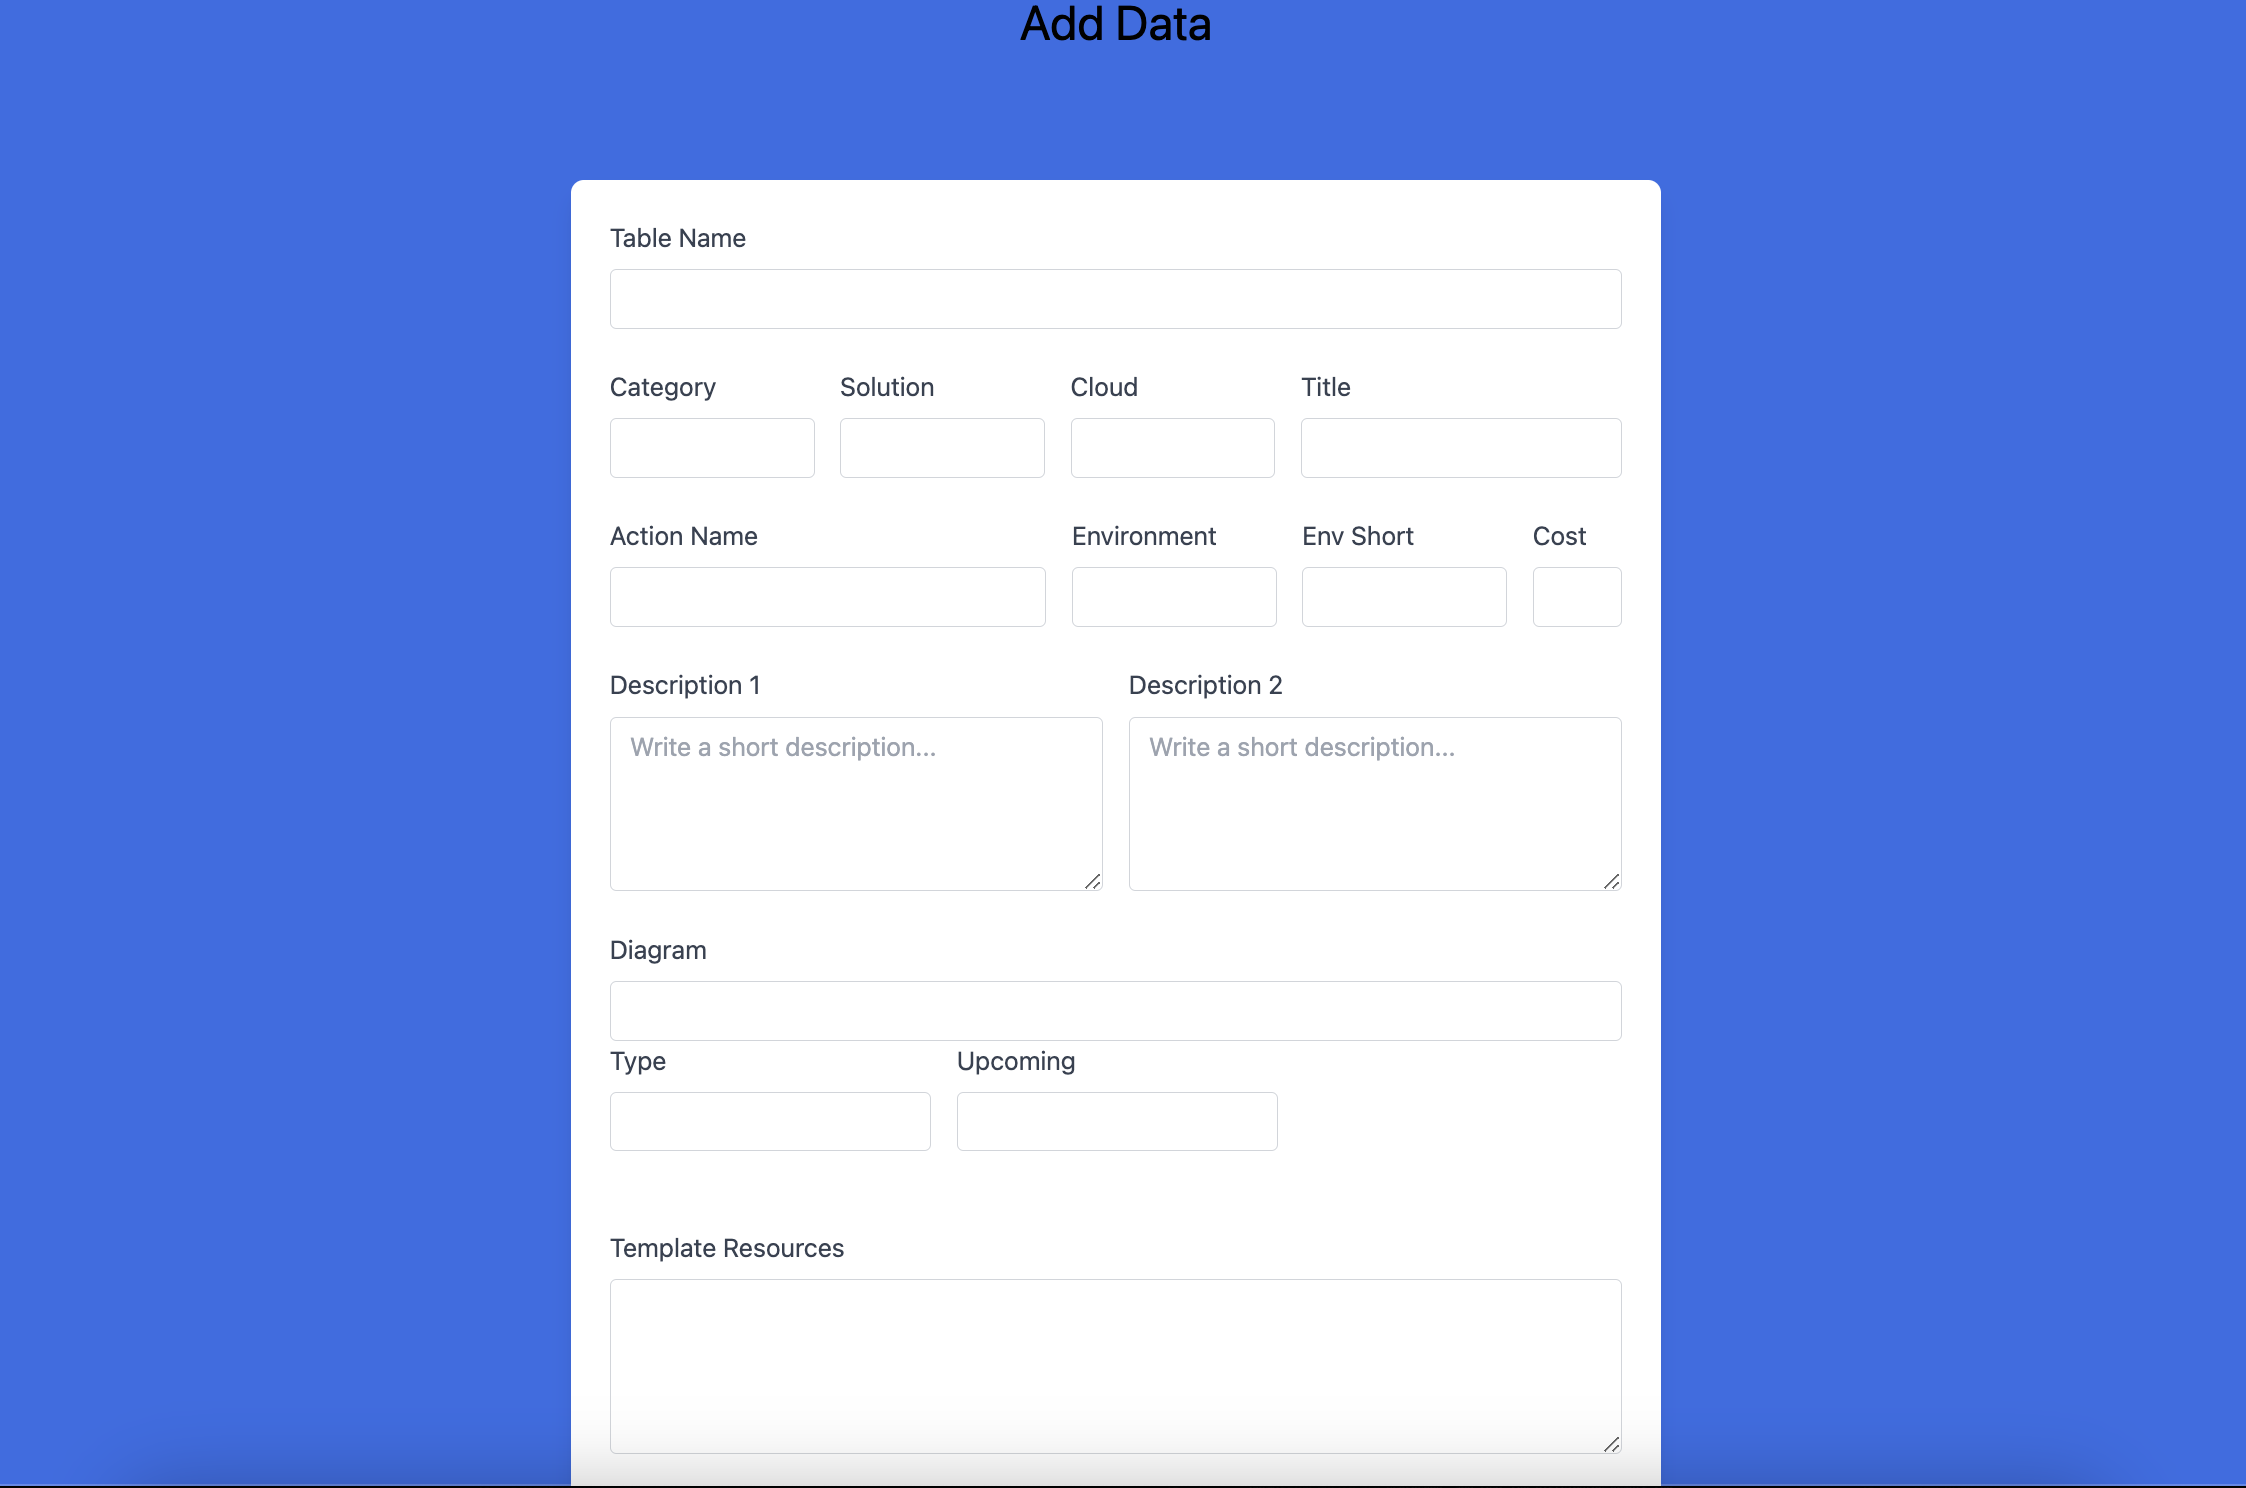 Add Data
Table Name
Category Solution Cloud Title
Action Name Environment Env Short Cost
Description 1 Description 2
Write a short description... Write a short description...
Diagram
Type Upcoming
Template Resources